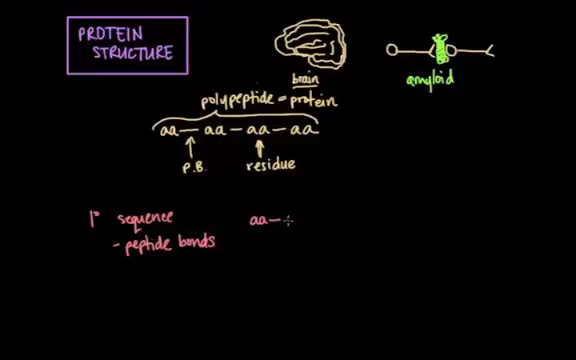 PROTEIN
STRUCTURE
brain
amyloid
polypeptide = protein
aa — aa — aa — aa
P.B. residue
1° sequence aa —
- peptide bonds